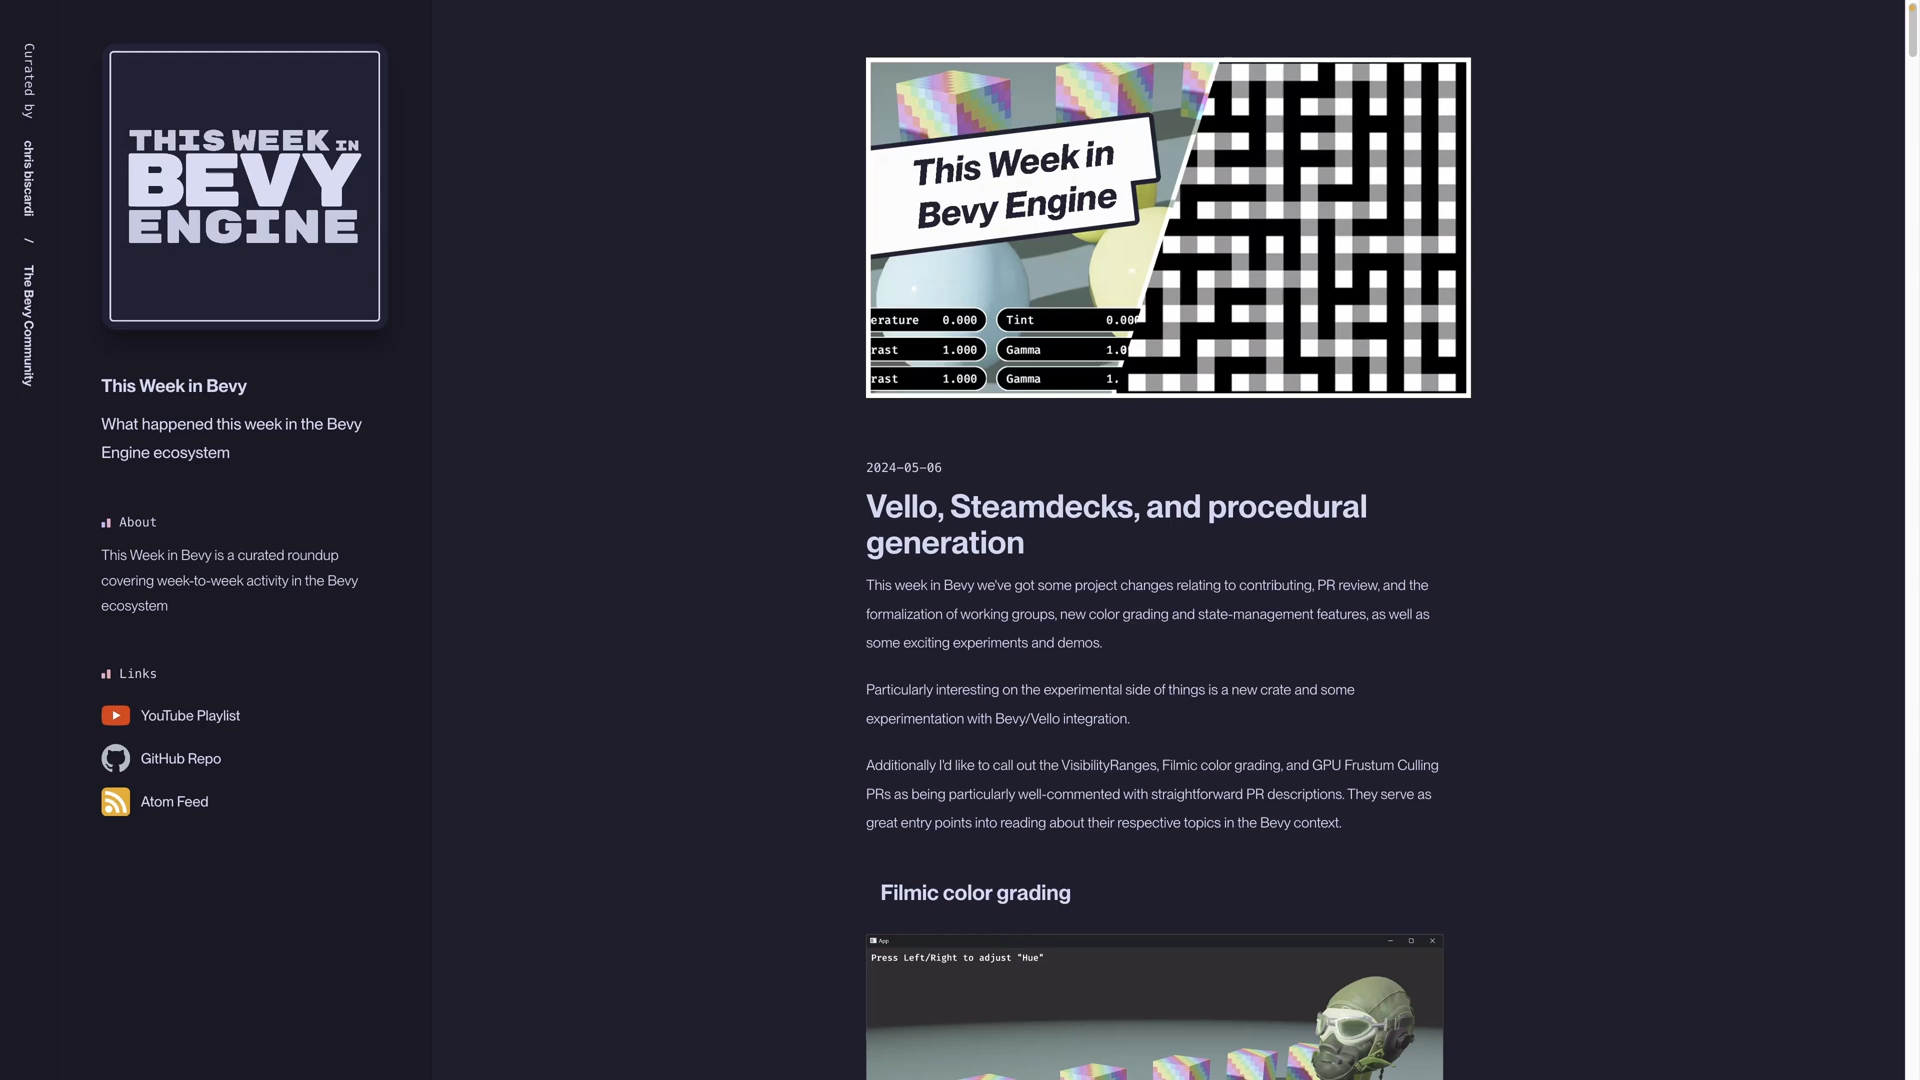 Curated by chris biscardi / The Bevy Community
THIS WEEK IN
BEVY
ENGINE
This Week in Bevy
What happened this week in the Bevy
Engine ecosystem
About
This Week in Bevy is a curated roundup
covering week-to-week activity in the Bevy
ecosystem
Links
YouTube Playlist
GitHub Repo
Atom Feed
This Week in
Bevy Engine
erature 0.000 Tint 0.000
rast 1.000 Gamma 1.0
rast 1.000 Gamma 1.
2024-05-06
Vello, Steamdecks, and procedural
generation
This week in Bevy we've got some project changes relating to contributing, PR review, and the
formalization of working groups, new color grading and state-management features, as well as
some exciting experiments and demos.
Particularly interesting on the experimental side of things is a new crate and some
experimentation with Bevy/Vello integration.
Additionally I'd like to call out the VisibilityRanges, Filmic color grading, and GPU Frustum Culling
PRs as being particularly well-commented with straightforward PR descriptions. They serve as
great entry points into reading about their respective topics in the Bevy context.
Filmic color grading
App
Press Left/Right to adjust "Hue"